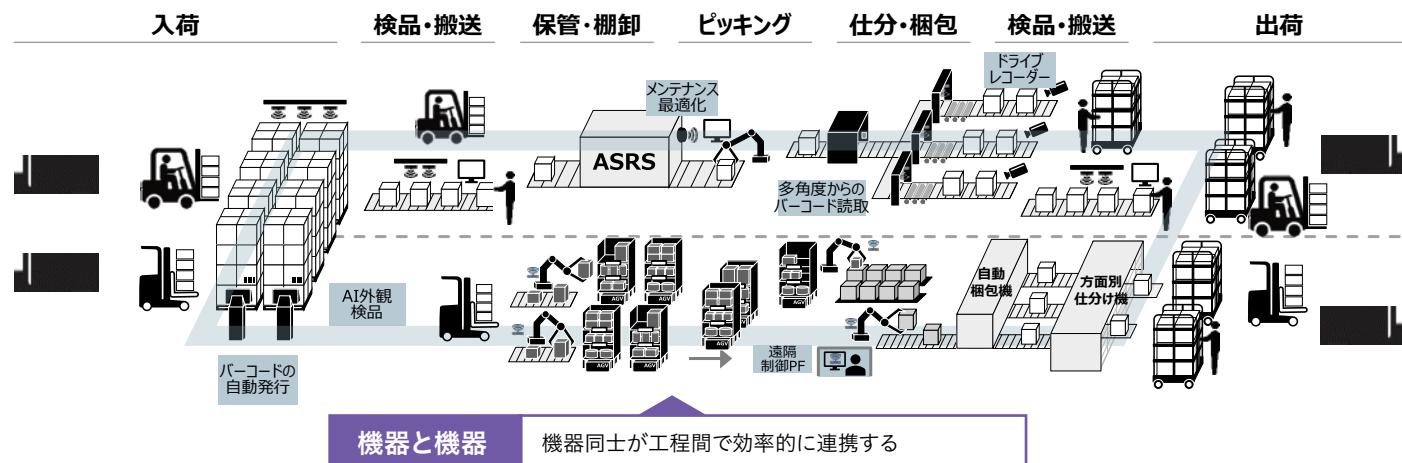 入荷
検品・搬送
保管・棚卸
ピッキング
仕分・梱包
検品・搬送
出荷
ドライブ
レコーダー
メンテナンス
最適化
ASRS
多角度からの
バーコード読取
AI外観
検品
バーコードの
自動発行
AGV
AGV
AGV
AGV
AGV
AGV
AGV
自動
梱包機
方面別
仕分け機
遠隔
制御PF
機器と機器
機器同士が工程間で効率的に連携する